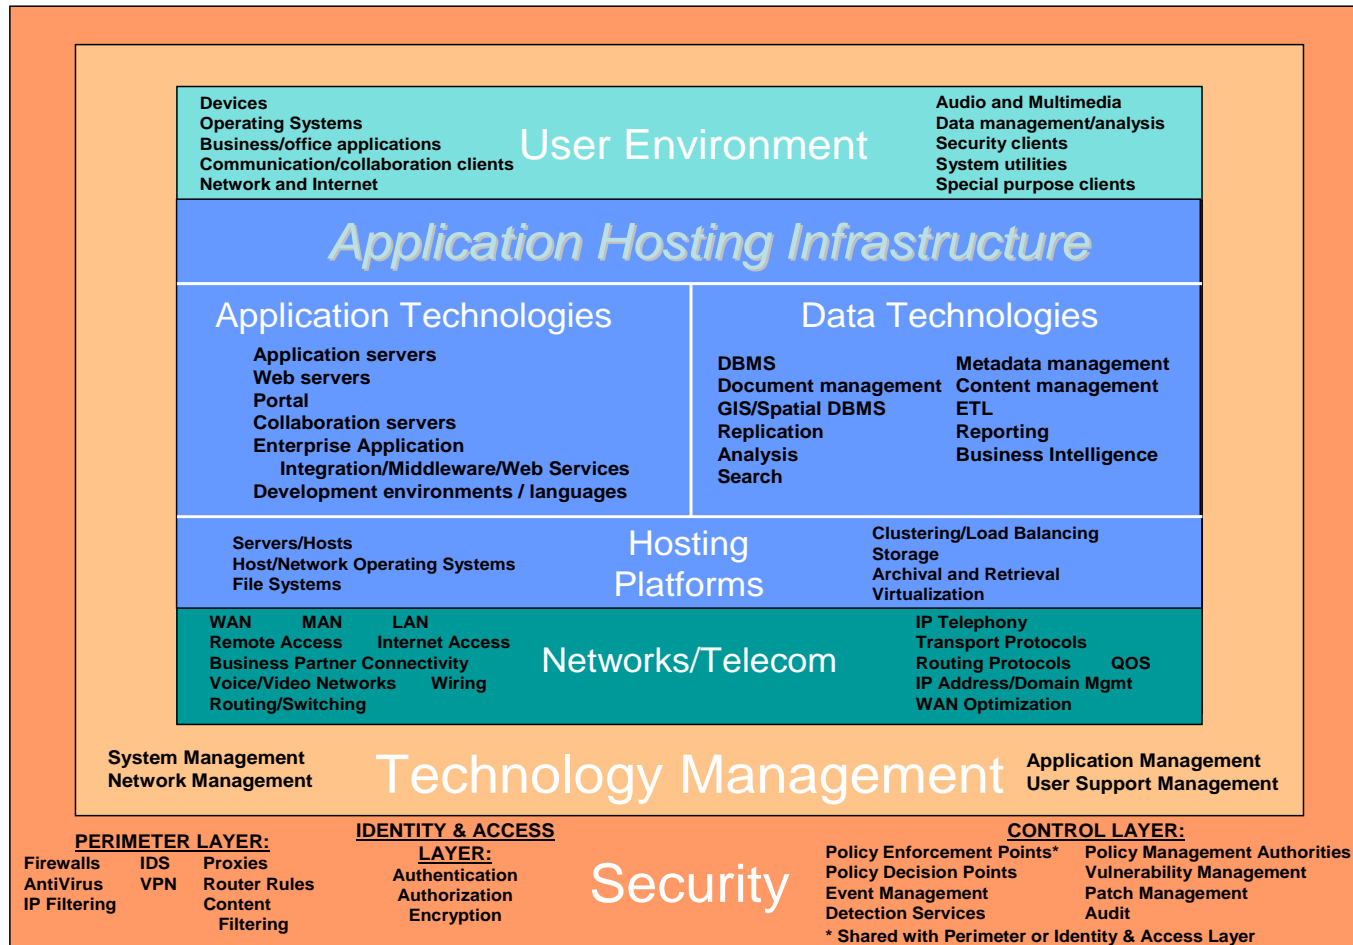 Devices
Operating Systems
Business/office applications
Communication/collaboration clients
Network and Internet
User Environment
Audio and Multimedia
Data management/analysis
Security clients
System utilities
Special purpose clients
Application Hosting Infrastructure
Application Technologies
Application servers
Web servers
Portal
Collaboration servers
Enterprise Application
Integration/Middleware/Web Services
Development environments / languages
Data Technologies
DBMS
Document management
GIS/Spatial DBMS
Replication
Analysis
Search
Metadata management
Content management
ETL
Reporting
Business Intelligence
Servers/Hosts
Host/Network Operating Systems
File Systems
Hosting
Platforms
Clustering/Load Balancing
Storage
Archival and Retrieval
Virtualization
WAN MAN LAN
Remote Access Internet Access
Business Partner Connectivity
Voice/Video Networks Wiring
Routing/Switching
Networks/Telecom
IP Telephony
Transport Protocols
Routing Protocols QOS
IP Address/Domain Mgmt
WAN Optimization
System Management
Network Management
Technology Management
Application Management
User Support Management
PERIMETER LAYER:
Firewalls IDS Proxies
AntiVirus VPN Router Rules
IP Filtering Content
Filtering
IDENTITY & ACCESS
LAYER:
Authentication
Authorization
Encryption
Security
CONTROL LAYER:
Policy Enforcement Points* Policy Management Authorities
Policy Decision Points Vulnerability Management
Event Management Patch Management
Detection Services Audit
* Shared with Perimeter or Identity & Access Layer